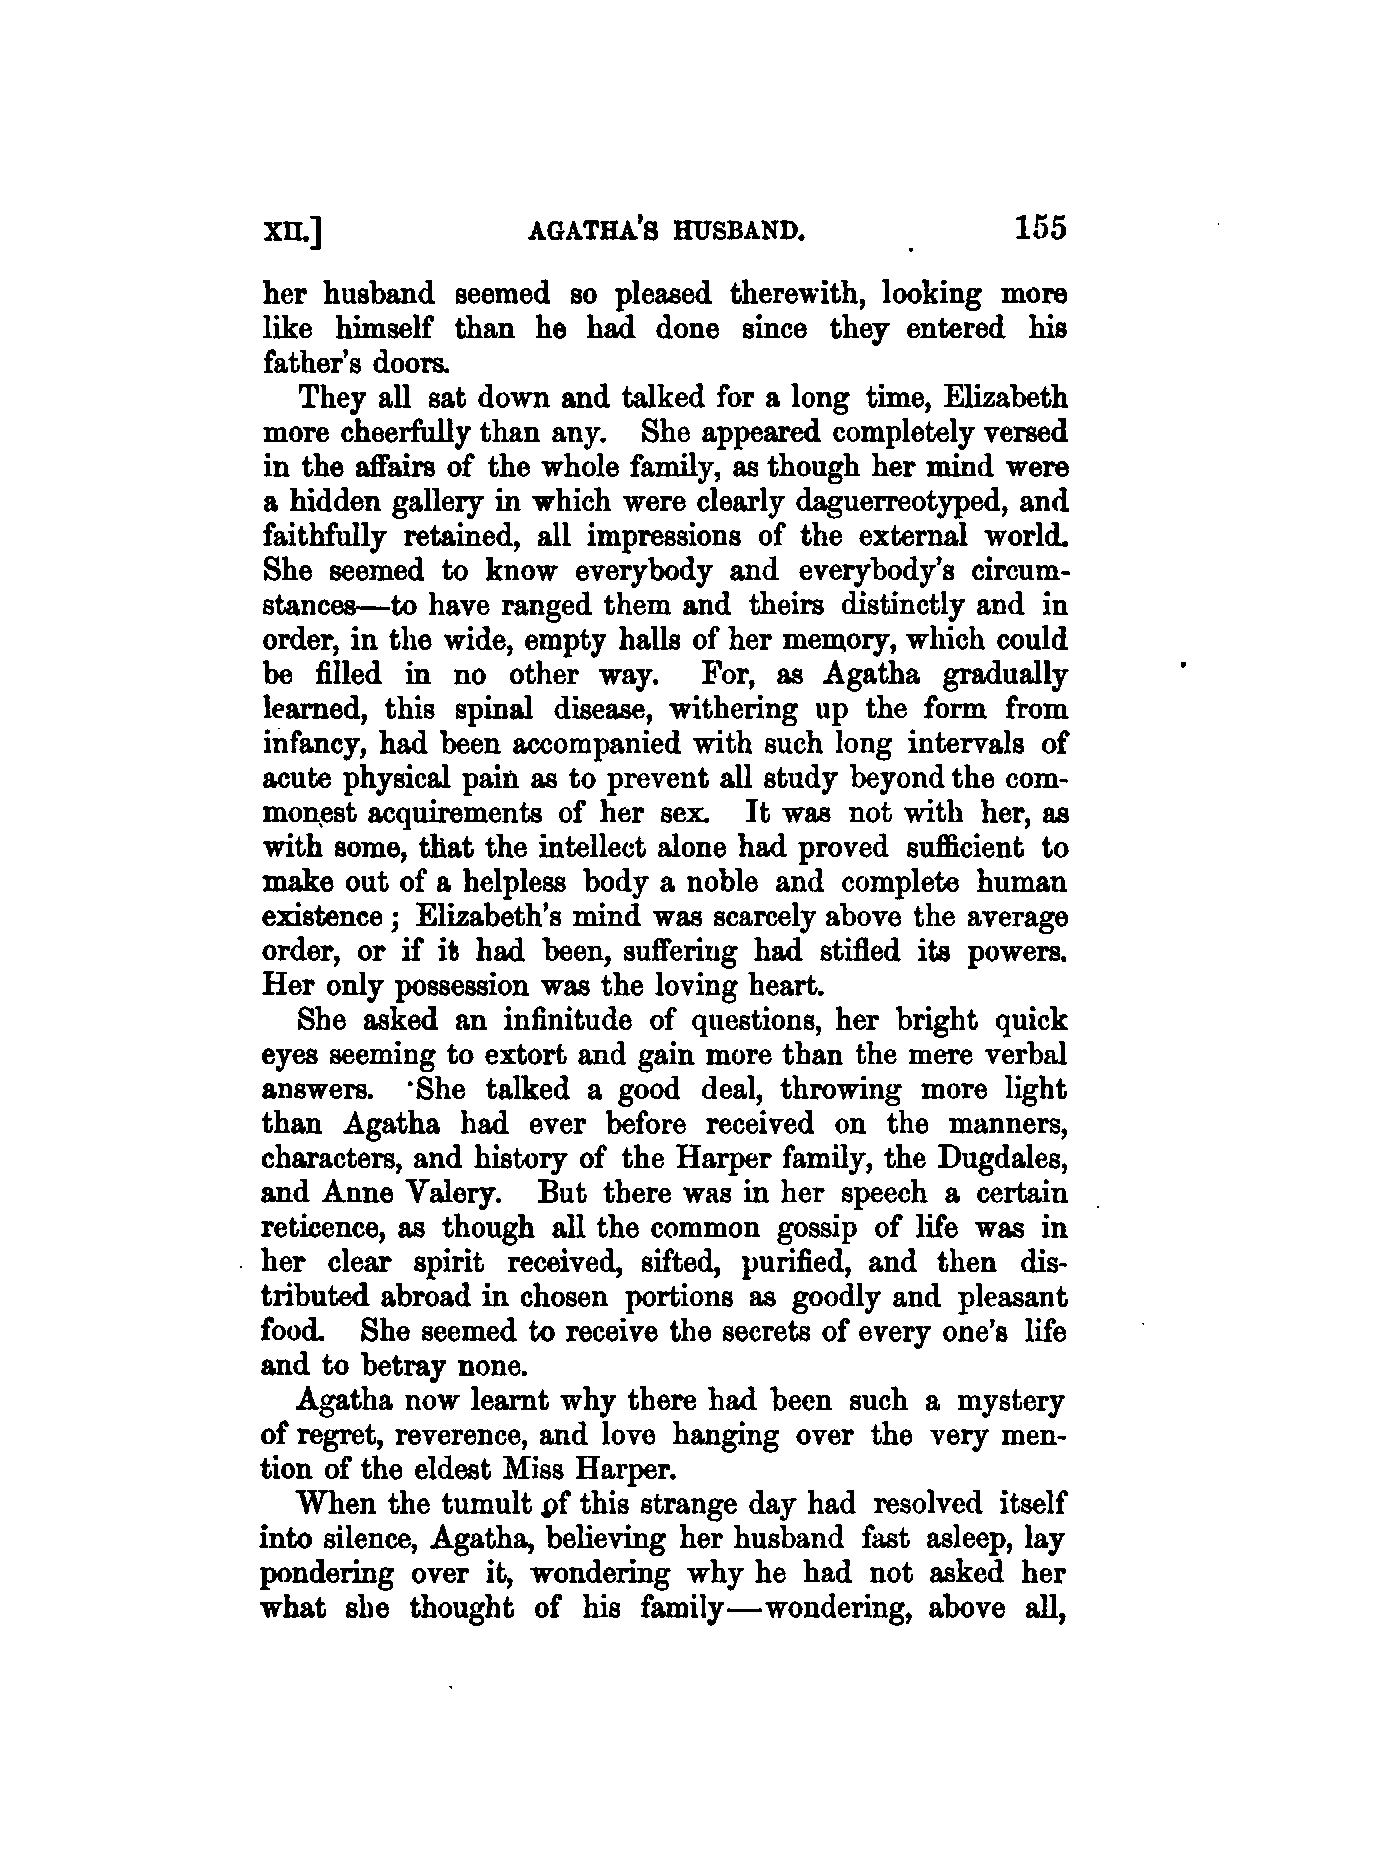 XII.] AGATHA'S HUSBAND. 155
her husband seemed so pleased therewith, looking more
like himself than he had done since they entered his
father's doors.
They all sat down and talked for a long time, Elizabeth
more cheerfully than any. She appeared completely versed
in the affairs of the whole family, as though her mind were
a hidden gallery in which were clearly daguerreotyped, and
faithfully retained, all impressions of the external world.
She seemed to know everybody and everybody's circum-
stances—to have ranged them and theirs distinctly and in
order, in the wide, empty halls of her memory, which could
be filled in no other way. For, as Agatha gradually
learned, this spinal disease, withering up the form from
infancy, had been accompanied with such long intervals of
acute physical pain as to prevent all study beyond the com-
monest acquirements of her sex. It was not with her, as
with some, that the intellect alone had proved sufficient to
make out of a helpless body a noble and complete human
existence; Elizabeth's mind was scarcely above the average
order, or if it had been, suffering had stifled its powers.
Her only possession was the loving heart.
She asked an infinitude of questions, her bright quick
eyes seeming to extort and gain more than the mere verbal
answers. She talked a good deal, throwing more light
than Agatha had ever before received on the manners,
characters, and history of the Harper family, the Dugdales,
and Anne Valery. But there was in her speech a certain
reticence, as though all the common gossip of life was in
her clear spirit received, sifted, purified, and then dis-
tributed abroad in chosen portions as goodly and pleasant
food. She seemed to receive the secrets of every one's life
and to betray none.
Agatha now learnt why there had been such a mystery
of regret, reverence, and love hanging over the very men-
tion of the eldest Miss Harper.
When the tumult of this strange day had resolved itself
into silence, Agatha, believing her husband fast asleep, lay
pondering over it, wondering why he had not asked her
what she thought of his family—wondering, above all,